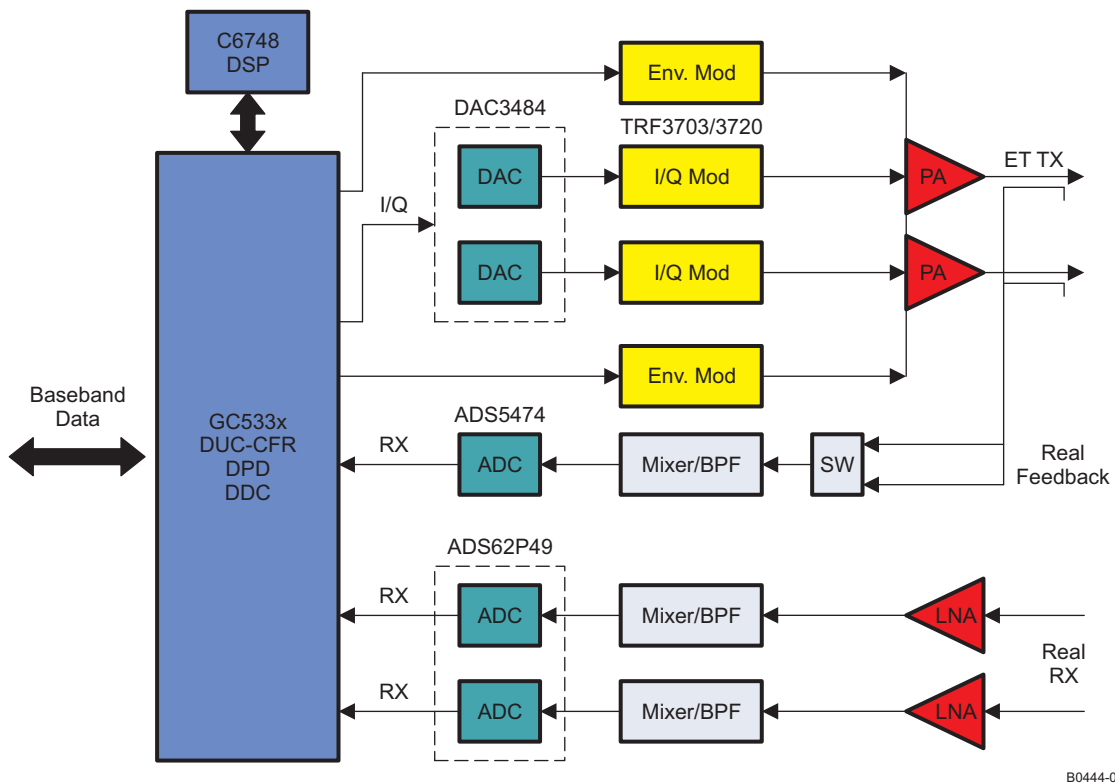 C6748
DSP
Env. Mod
DAC3484
TRF3703/3720
DAC
I/Q Mod
PA
ET TX
I/Q
DAC
I/Q Mod
PA
Env. Mod
Baseband
Data
GC533x
DUC-CFR
DPD
DDC
ADS5474
RX
ADC
Mixer/BPF
SW
Real
Feedback
ADS62P49
RX
ADC
Mixer/BPF
LNA
Real
RX
RX
ADC
Mixer/BPF
LNA
B0444-0